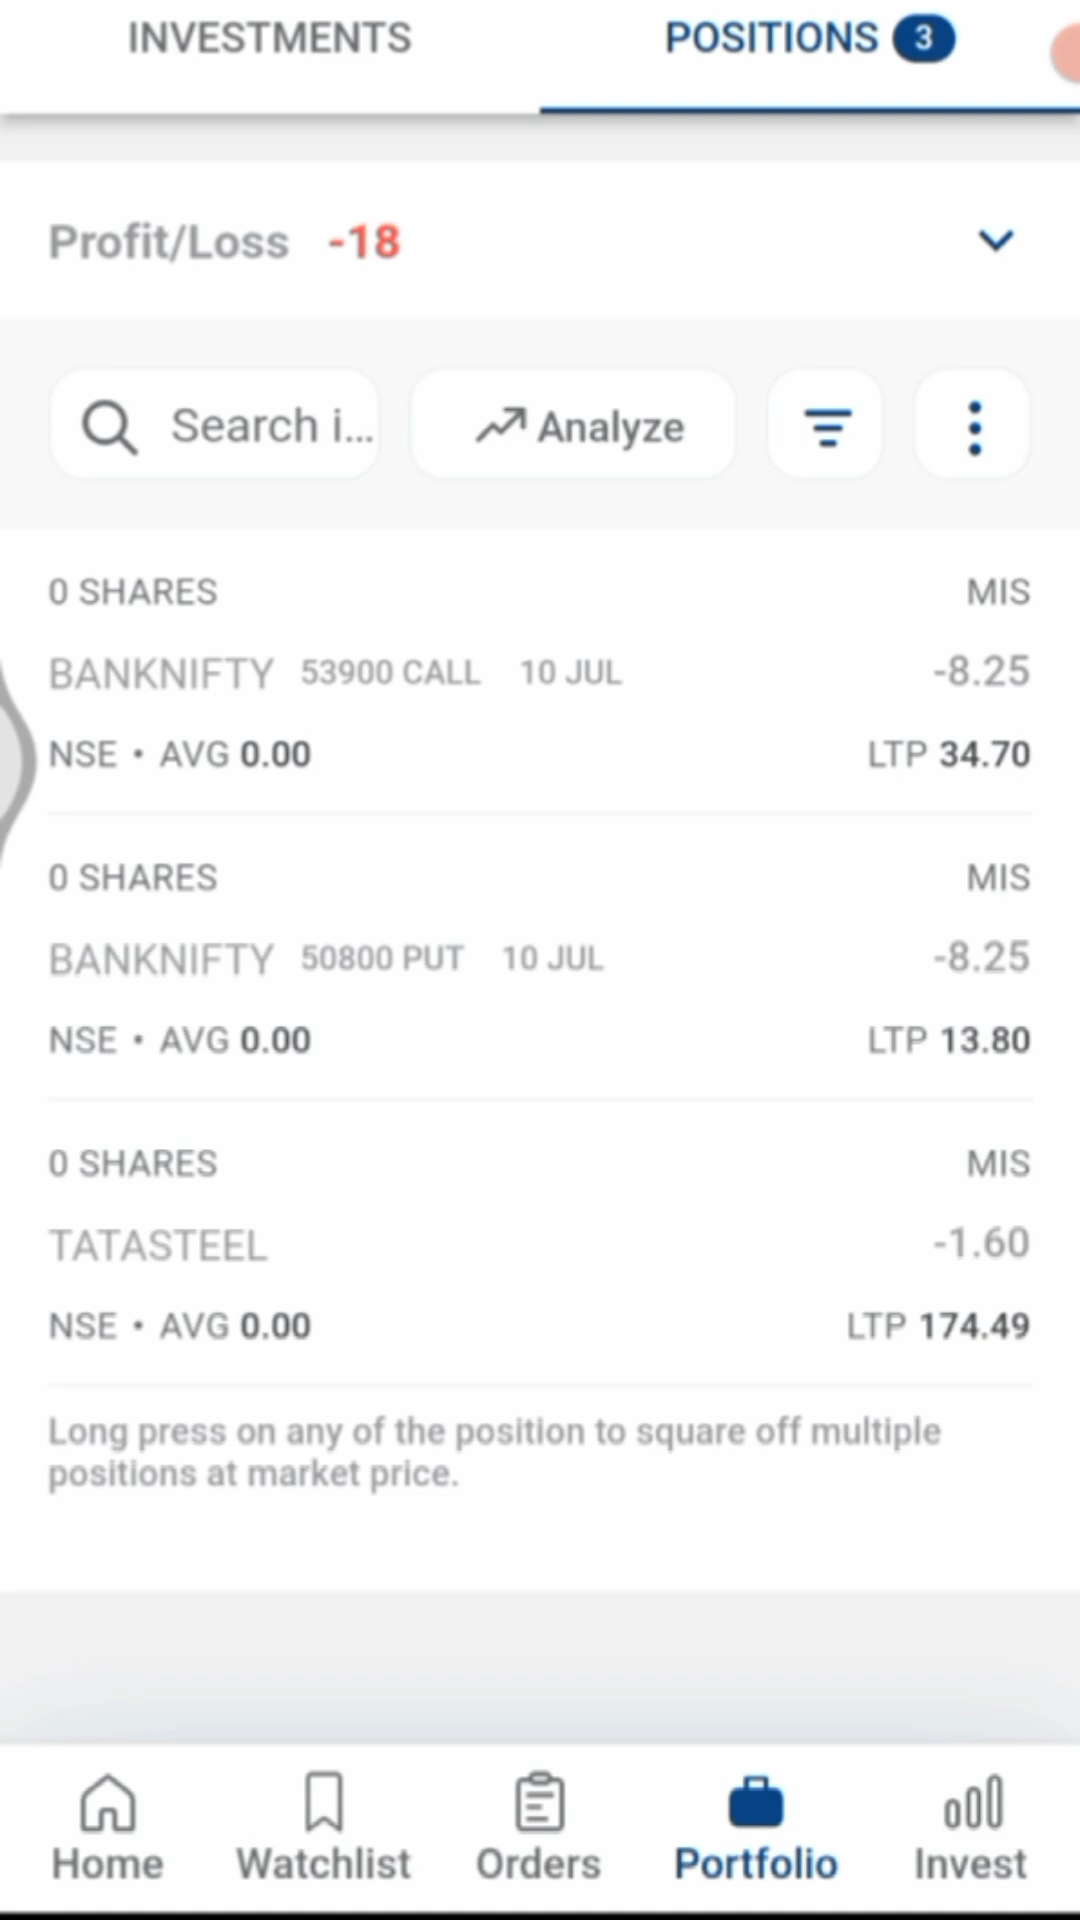 INVESTMENTS POSITIONS 3
Profit/Loss -18
Search i... Analyze
0 SHARES MIS
BANKNIFTY 53900 CALL 10 JUL -8.25
NSE • AVG 0.00 LTP 34.70
0 SHARES MIS
BANKNIFTY 50800 PUT 10 JUL -8.25
NSE • AVG 0.00 LTP 13.80
0 SHARES MIS
TATASTEEL -1.60
NSE • AVG 0.00 LTP 174.49
Long press on any of the position to square off multiple
positions at market price.
Home Watchlist Orders Portfolio Invest